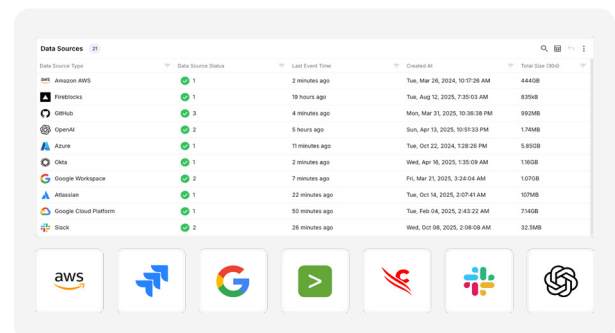 Data Sources 21
Data Source Type Data Source Status Last Event Time Created At Total Size (30d)
aws Amazon AWS 1 2 minutes ago Tue, Mar 26, 2024, 10:17:26 AM 444GB
Fireblocks 1 19 hours ago Tue, Aug 12, 2025, 7:35:03 AM 835kB
GitHub 3 4 minutes ago Mon, Mar 31, 2025, 10:36:38 PM 992MB
OpenAI 2 5 hours ago Sun, Apr 13, 2025, 10:51:33 PM 1.74MB
Azure 1 11 minutes ago Tue, Oct 22, 2024, 1:28:26 PM 5.85GB
Okta 1 2 minutes ago Wed, Apr 16, 2025, 1:35:09 AM 1.16GB
Google Workspace 2 7 minutes ago Fri, Mar 21, 2025, 3:24:04 AM 1.07GB
Atlassian 1 22 minutes ago Tue, Oct 14, 2025, 2:07:41 AM 107MB
Google Cloud Platform 1 50 minutes ago Tue, Feb 04, 2025, 2:43:22 AM 7.14GB
Slack 2 26 minutes ago Wed, Oct 08, 2025, 2:08:08 AM 32.5MB
aws